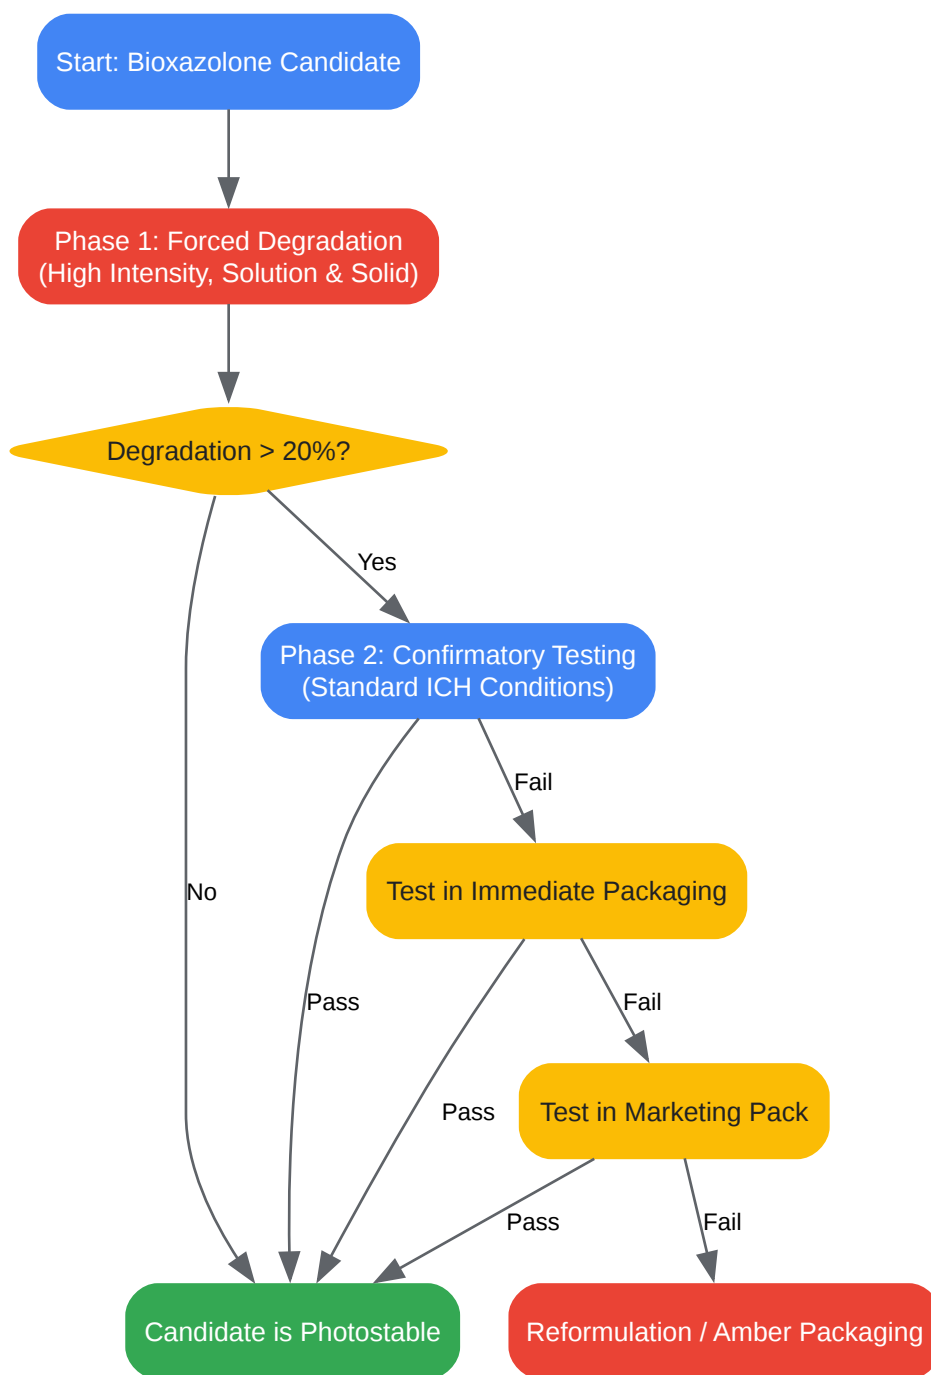 Start: Bioxazolone Candidate
Phase 1: Forced Degradation
(High Intensity, Solution & Solid)
Degradation > 20%?
Yes
Phase 2: Confirmatory Testing
(Standard ICH Conditions)
Fail
Test in Immediate Packaging
No
Pass
Fail
Pass
Test in Marketing Pack
Pass
Fail
Candidate is Photostable
Reformulation / Amber Packaging